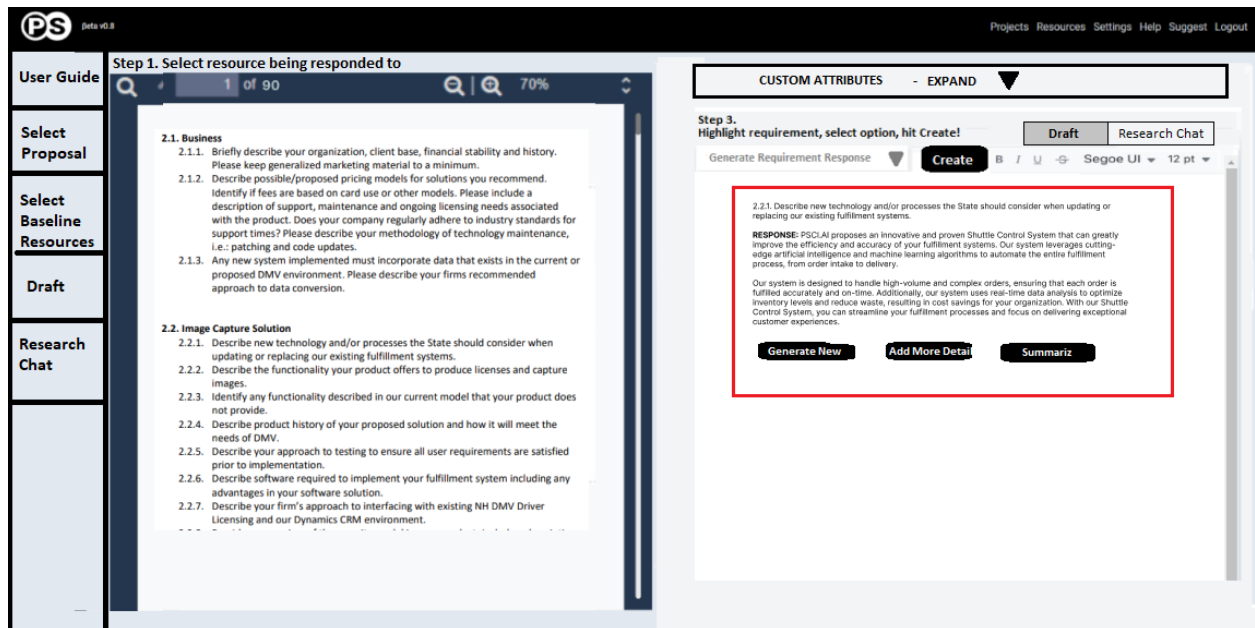 PS
βeta v0.8
Projects Resources Settings Help Suggest Logout
User Guide
Select
Proposal
Select
Baseline
Resources
Draft
Research
Chat
Step 1. Select resource being responded to
1 of 90
70%
2.1. Business
2.1.1. Briefly describe your organization, client base, financial stability and history.
Please keep generalized marketing material to a minimum.
2.1.2. Describe possible/proposed pricing models for solutions you recommend.
Identify if fees are based on card use or other models. Please include a
description of support, maintenance and ongoing licensing needs associated
with the product. Does your company regularly adhere to industry standards for
support times? Please describe your methodology of technology maintenance,
i.e.: patching and code updates.
2.1.3. Any new system implemented must incorporate data that exists in the current or
proposed DMV environment. Please describe your firms recommended
approach to data conversion.
2.2. Image Capture Solution
2.2.1. Describe new technology and/or processes the State should consider when
updating or replacing our existing fulfillment systems.
2.2.2. Describe the functionality your product offers to produce licenses and capture
images.
2.2.3. Identify any functionality described in our current model that your product does
not provide.
2.2.4. Describe product history of your proposed solution and how it will meet the
needs of DMV.
2.2.5. Describe your approach to testing to ensure all user requirements are satisfied
prior to implementation.
2.2.6. Describe software required to implement your fulfillment system including any
advantages in your software solution.
2.2.7. Describe your firm's approach to interfacing with existing NH DMV Driver
Licensing and our Dynamics CRM environment.
CUSTOM ATTRIBUTES - EXPAND
Step 3.
Highlight requirement, select option, hit Create!
Draft Research Chat
Generate Requirement Response Create B I U S Segoe UI 12 pt
2.2.1. Describe new technology and/or processes the State should consider when updating or
replacing our existing fulfillment systems.
RESPONSE: PSCI.AI proposes an innovative and proven Shuttle Control System that can greatly
improve the efficiency and accuracy of your fulfillment systems. Our system leverages cutting-
edge artificial intelligence and machine learning algorithms to automate the entire fulfillment
process, from order intake to delivery.
Our system is designed to handle high-volume and complex orders, ensuring that each order is
fulfilled accurately and on-time. Additionally, our system uses real-time data analysis to optimize
inventory levels and reduce waste, resulting in cost savings for your organization. With our Shuttle
Control System, you can streamline your fulfillment processes and focus on delivering exceptional
customer experiences.
Generate New Add More Detail Summariz